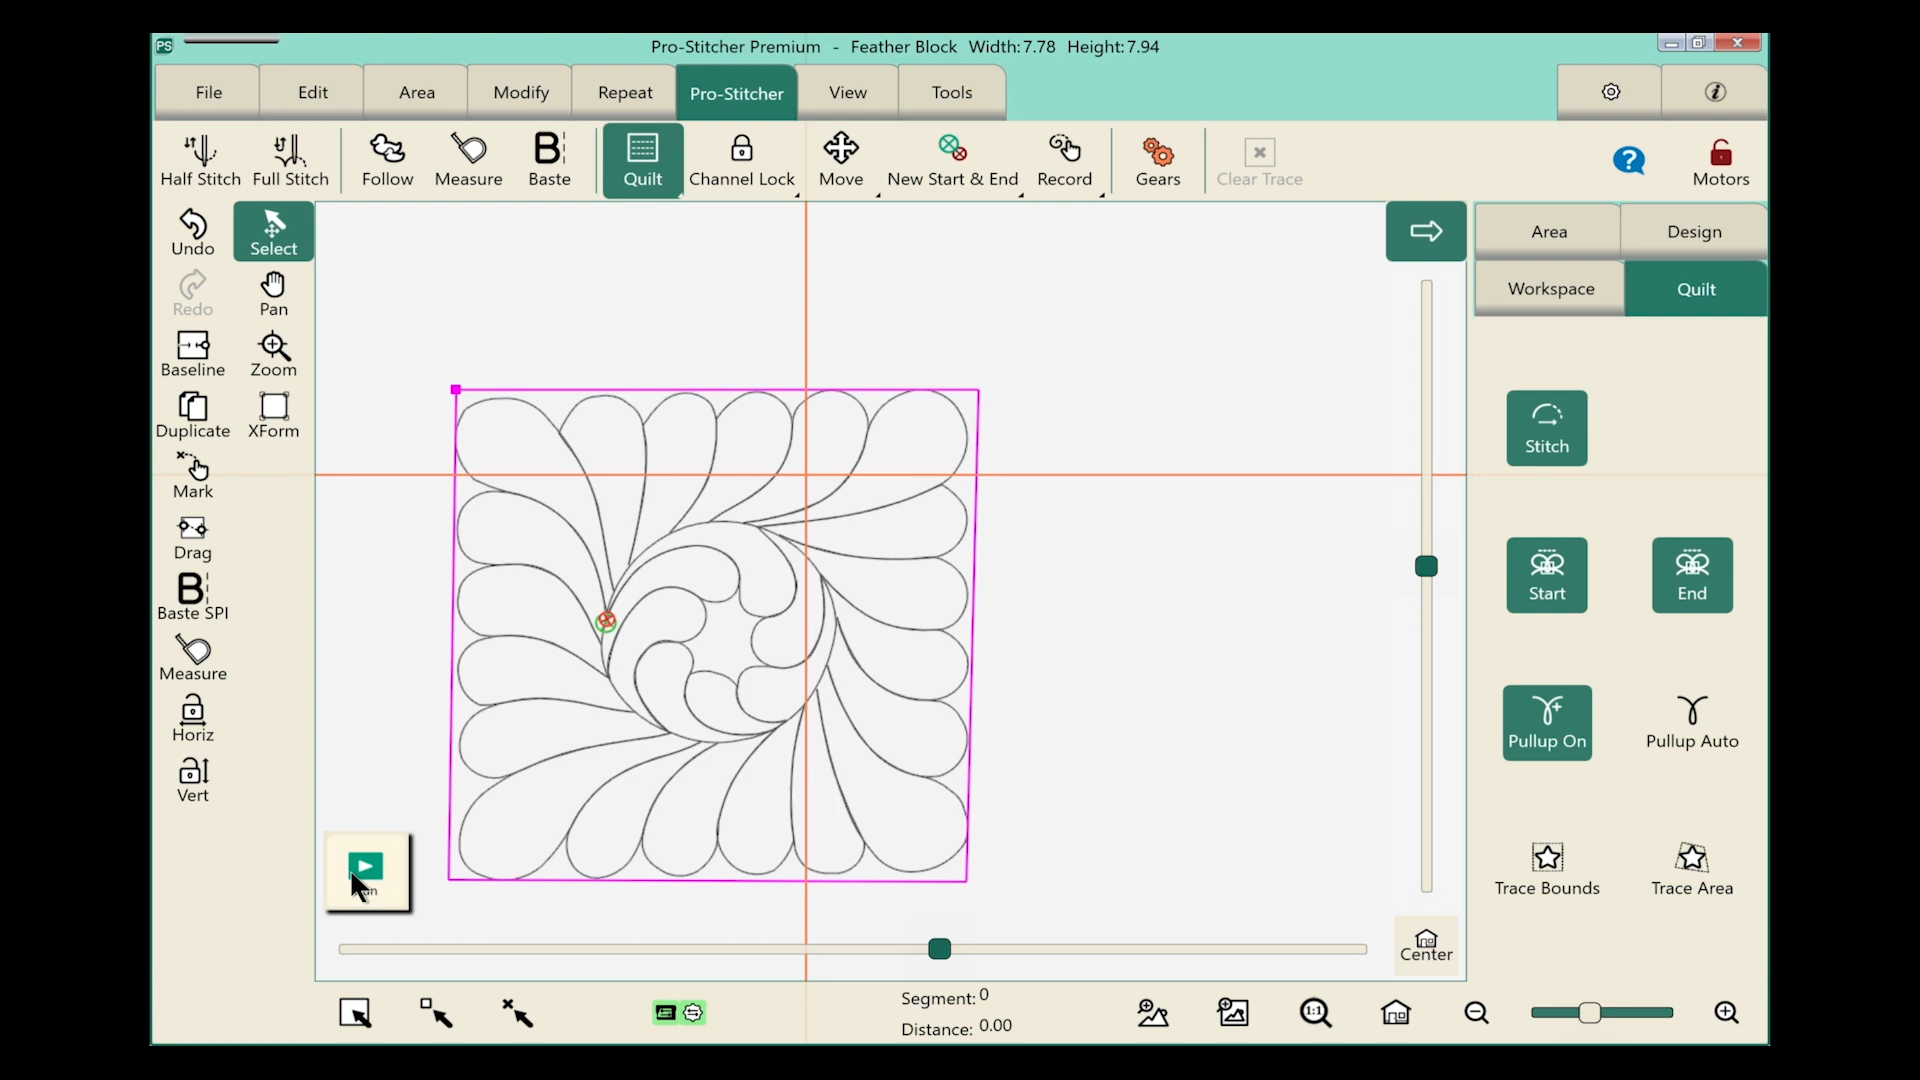 PS
Pro-Stitcher Premium - Feather Block Width:7.78 Height:7.94
File Edit Area Modify Repeat Pro-Stitcher View Tools
Half Stitch Full Stitch Follow Measure Baste Quilt Channel Lock Move New Start & End Record Gears Clear Trace Motors
Undo Select
Redo Pan
Baseline Zoom
Duplicate XForm
Mark
Drag
Baste SPI
Measure
Horiz
Vert
Area Design
Workspace Quilt
Stitch
Start End
Pullup On Pullup Auto
Trace Bounds Trace Area
Center
Segment: 0
Distance: 0.00
1:1